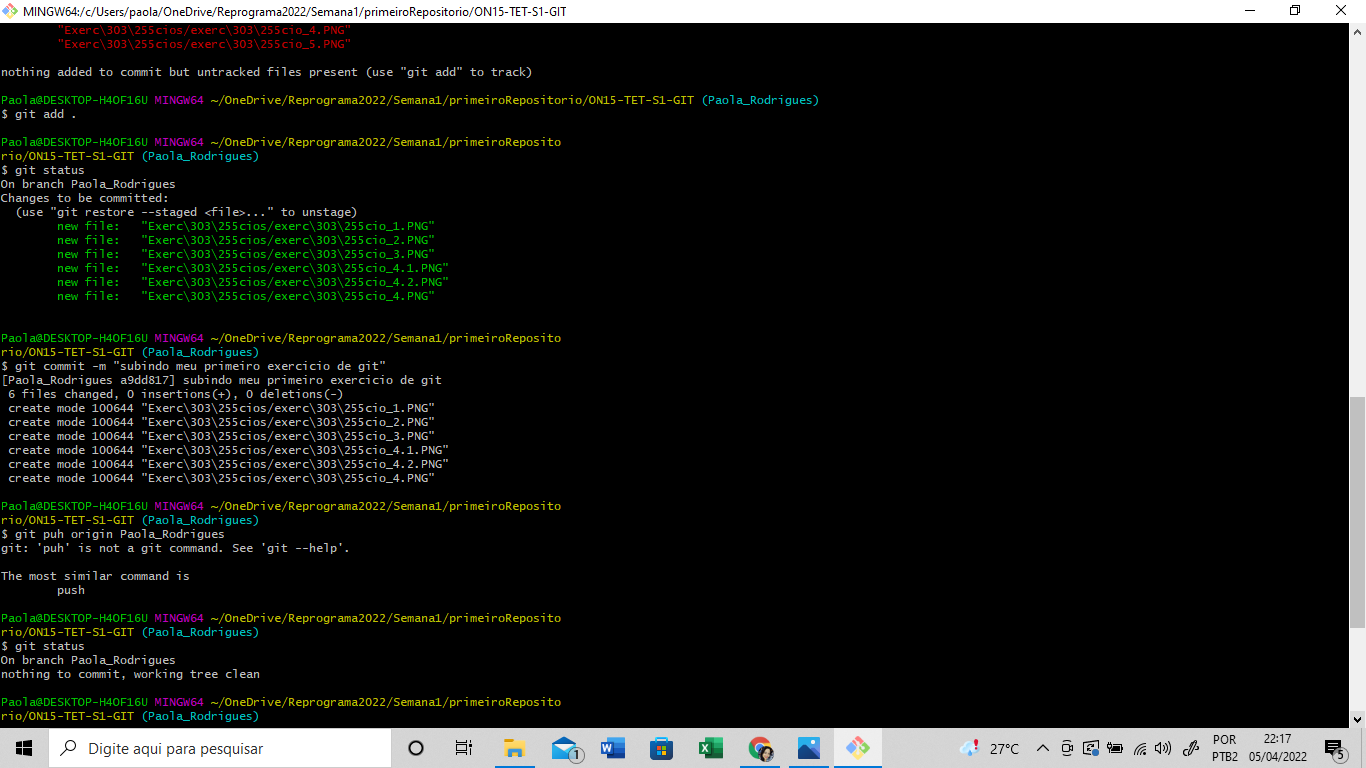 MINGW64:/c/Users/paola/OneDrive/Reprograma2022/Semana1/primeiroRepositorio/ON15-TET-S1-GIT
"Exerc\303\255cios/exerc\303\255cio_4.PNG"
"Exerc\303\255cios/exerc\303\255cio_5.PNG"
nothing added to commit but untracked files present (use "git add" to track)
Paola@DESKTOP-H4OF16U MINGW64 ~/OneDrive/Reprograma2022/Semana1/primeiroRepositorio/ON15-TET-S1-GIT (Paola_Rodrigues)
$ git add .
Paola@DESKTOP-H4OF16U MINGW64 ~/OneDrive/Reprograma2022/Semana1/primeiroReposito
rio/ON15-TET-S1-GIT (Paola_Rodrigues)
$ git status
On branch Paola_Rodrigues
Changes to be committed:
(use "git restore --staged <file>..." to unstage)
new file: "Exerc\303\255cios/exerc\303\255cio_1.PNG"
new file: "Exerc\303\255cios/exerc\303\255cio_2.PNG"
new file: "Exerc\303\255cios/exerc\303\255cio_3.PNG"
new file: "Exerc\303\255cios/exerc\303\255cio_4.1.PNG"
new file: "Exerc\303\255cios/exerc\303\255cio_4.2.PNG"
new file: "Exerc\303\255cios/exerc\303\255cio_4.PNG"
Paola@DESKTOP-H4OF16U MINGW64 ~/OneDrive/Reprograma2022/Semana1/primeiroReposito
rio/ON15-TET-S1-GIT (Paola_Rodrigues)
$ git commit -m "subindo meu primeiro exercicio de git"
[Paola_Rodrigues a9dd817] subindo meu primeiro exercicio de git
6 files changed, 0 insertions(+), 0 deletions(-)
create mode 100644 "Exerc\303\255cios/exerc\303\255cio_1.PNG"
create mode 100644 "Exerc\303\255cios/exerc\303\255cio_2.PNG"
create mode 100644 "Exerc\303\255cios/exerc\303\255cio_3.PNG"
create mode 100644 "Exerc\303\255cios/exerc\303\255cio_4.1.PNG"
create mode 100644 "Exerc\303\255cios/exerc\303\255cio_4.2.PNG"
create mode 100644 "Exerc\303\255cios/exerc\303\255cio_4.PNG"
Paola@DESKTOP-H4OF16U MINGW64 ~/OneDrive/Reprograma2022/Semana1/primeiroReposito
rio/ON15-TET-S1-GIT (Paola_Rodrigues)
$ git puh origin Paola_Rodrigues
git: 'puh' is not a git command. See 'git --help'.
The most similar command is
push
Paola@DESKTOP-H4OF16U MINGW64 ~/OneDrive/Reprograma2022/Semana1/primeiroReposito
rio/ON15-TET-S1-GIT (Paola_Rodrigues)
$ git status
On branch Paola_Rodrigues
nothing to commit, working tree clean
Paola@DESKTOP-H4OF16U MINGW64 ~/OneDrive/Reprograma2022/Semana1/primeiroReposito
rio/ON15-TET-S1-GIT (Paola_Rodrigues)
Digite aqui para pesquisar
1
27°C
POR
PTB2
22:17
05/04/2022
5